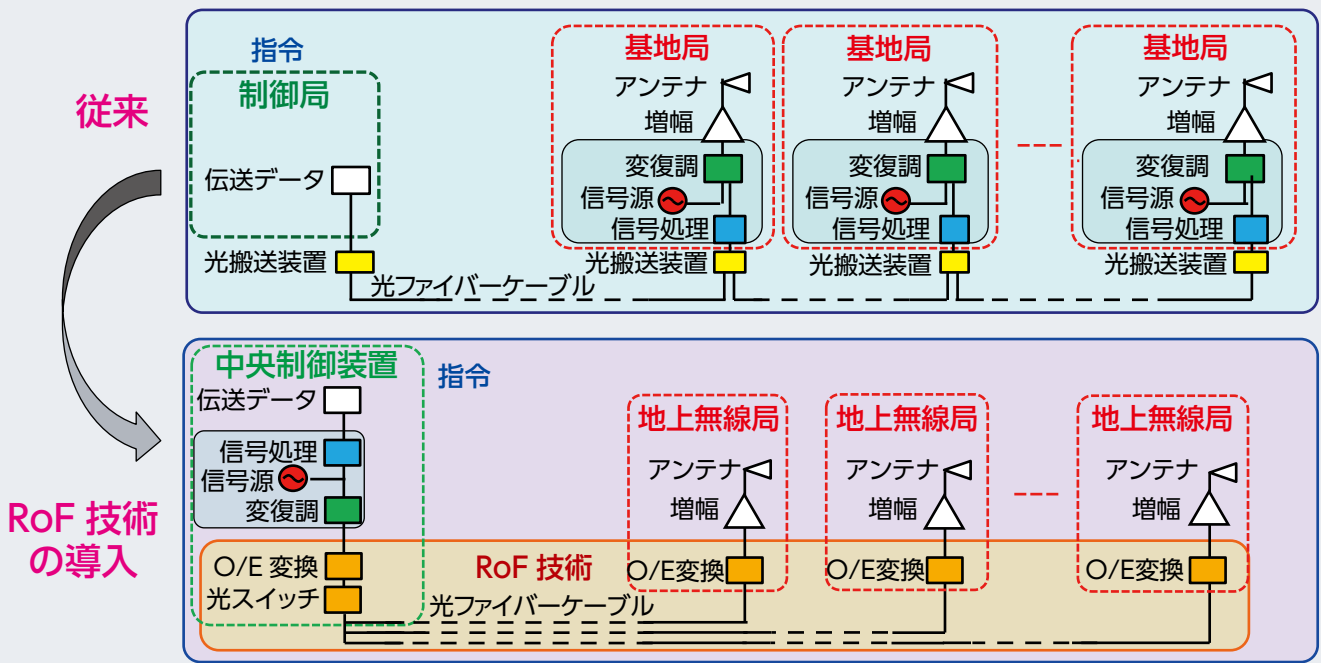 従来
指令
制御局
伝送データ
光搬送装置
光ファイバーケーブル
基地局
アンテナ
増幅
変復調
信号源
信号処理
光搬送装置
基地局
アンテナ
増幅
変復調
信号源
信号処理
光搬送装置
基地局
アンテナ
増幅
変復調
信号源
信号処理
光搬送装置
RoF 技術
の導入
中央制御装置
指令
伝送データ
信号処理
信号源
変復調
O/E 変換
光スイッチ
RoF 技術
光ファイバーケーブル
地上無線局
アンテナ
増幅
O/E変換
地上無線局
アンテナ
増幅
O/E変換
地上無線局
アンテナ
増幅
O/E変換